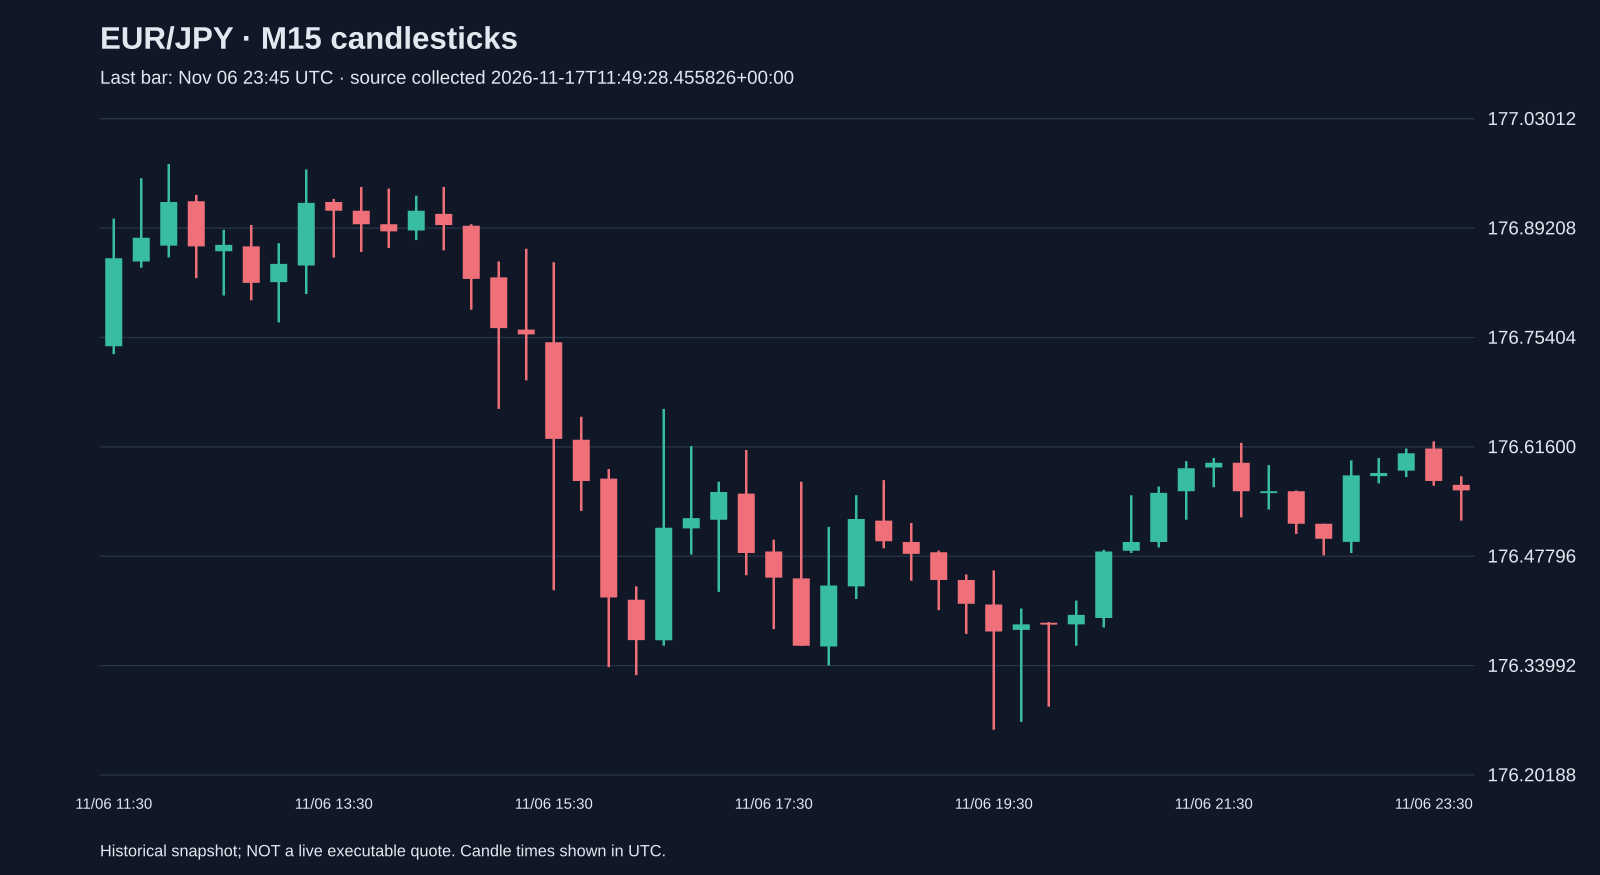 EUR/JPY · M15 candlesticks
Last bar: Nov 06 23:45 UTC · source collected 2026-11-17T11:49:28.455826+00:00
177.03012
176.89208
176.75404
176.61600
176.47796
176.33992
176.20188
11/06 11:30 11/06 13:30 11/06 15:30 11/06 17:30 11/06 19:30 11/06 21:30 11/06 23:30
Historical snapshot; NOT a live executable quote. Candle times shown in UTC.